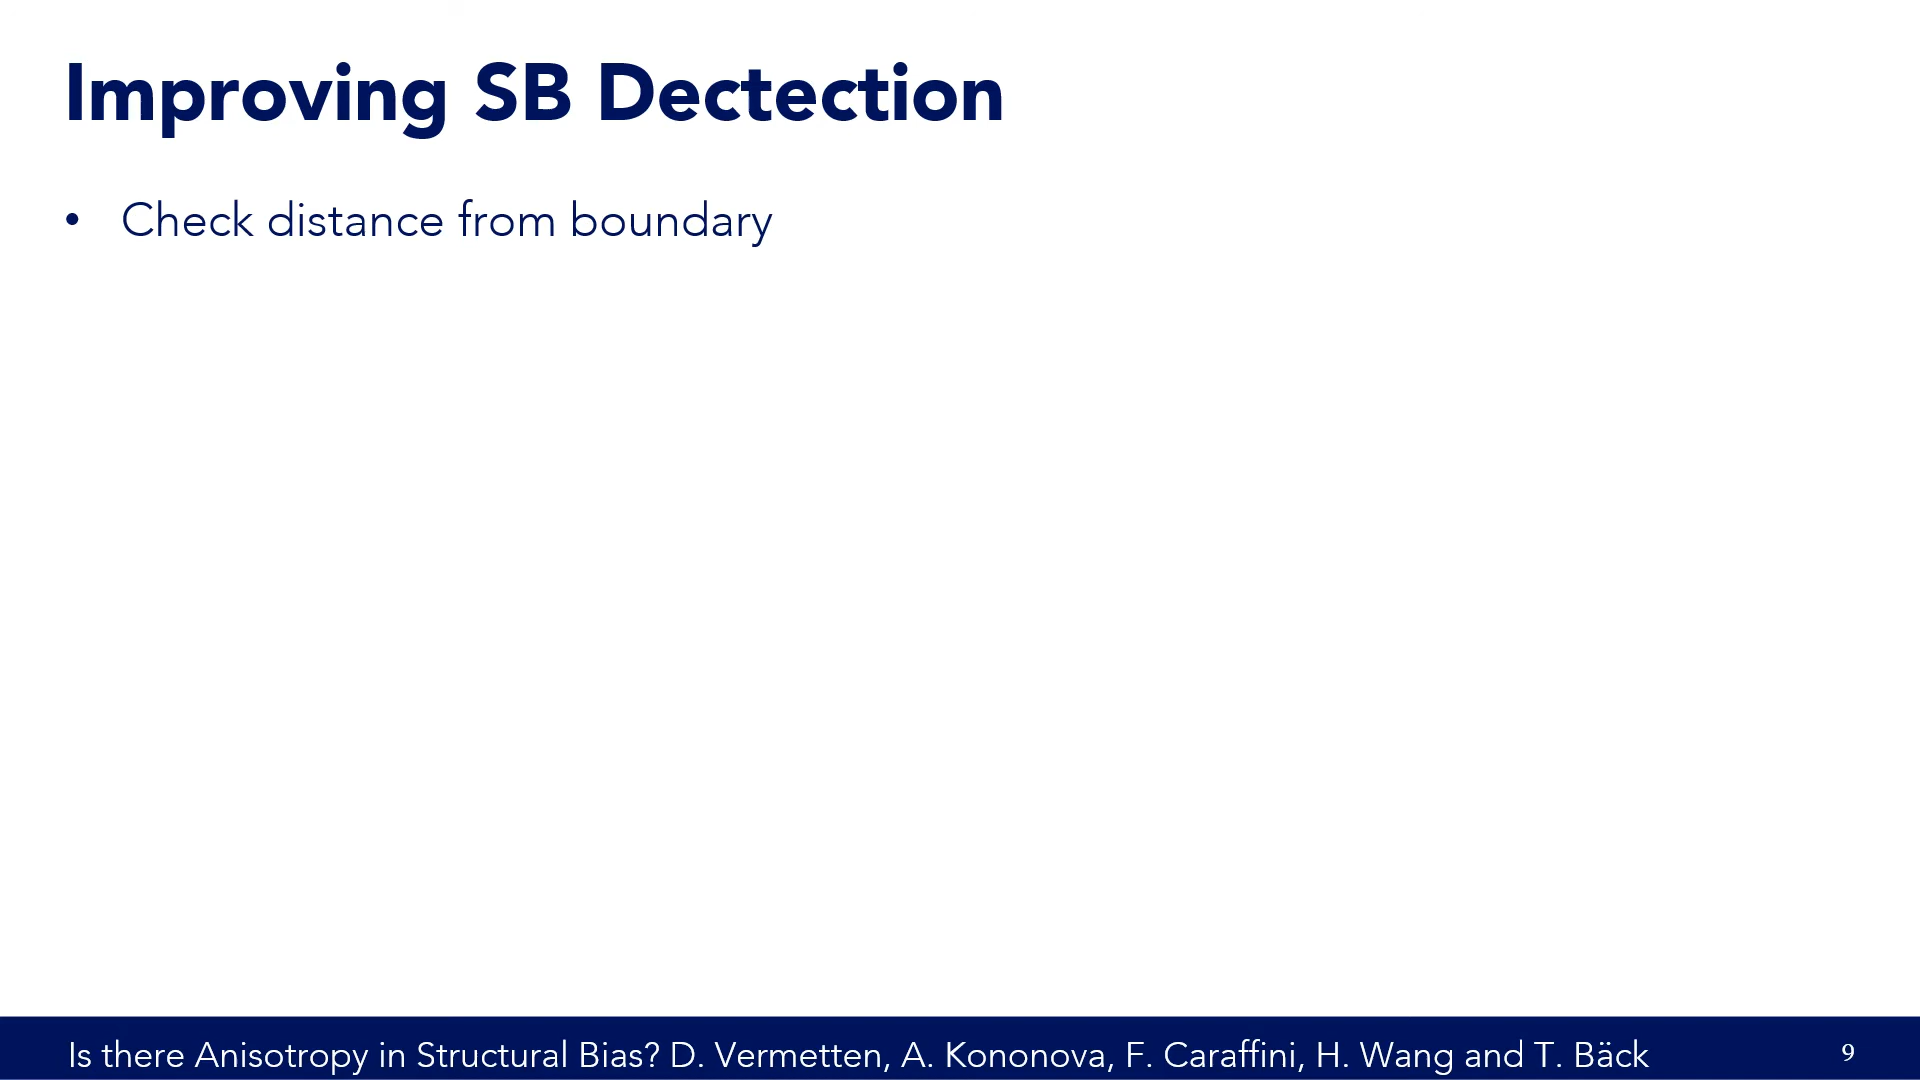 Improving SB Dectection
• Check distance from boundary
Is there Anisotropy in Structural Bias? D. Vermetten, A. Kononova, F. Caraffini, H. Wang and T. Bäck
9